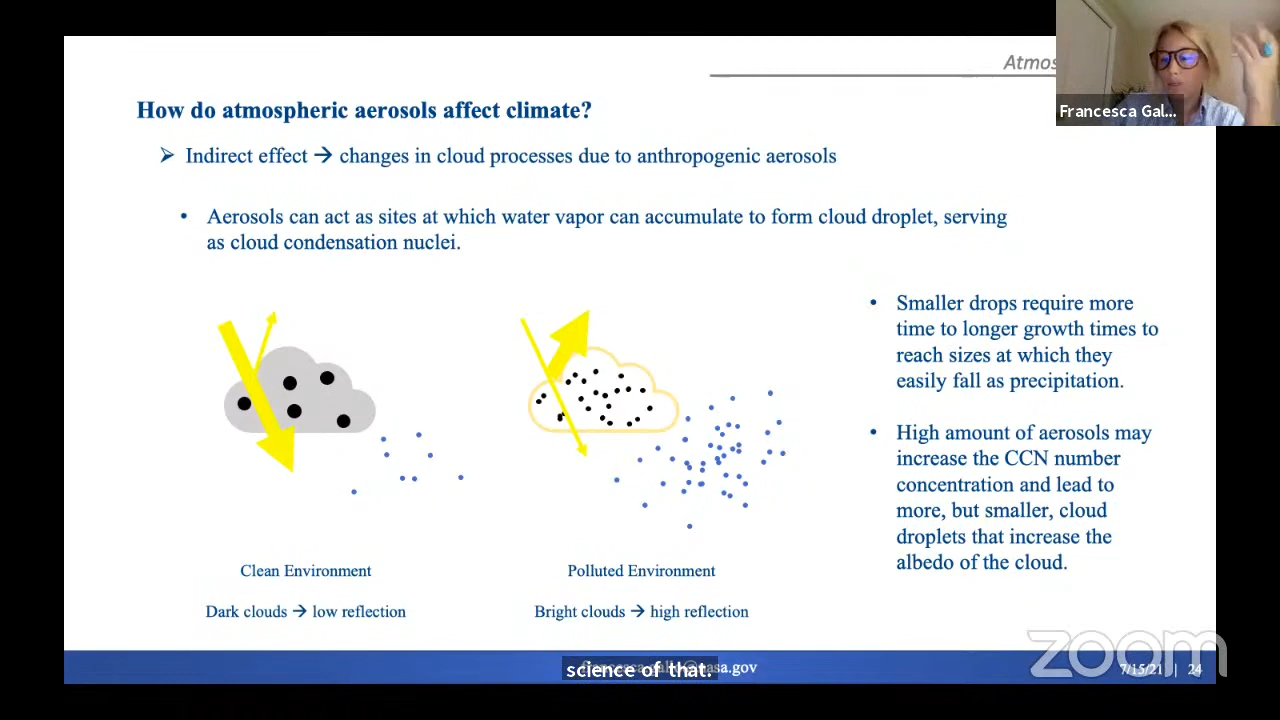 Atmos
Francesca Gal...
How do atmospheric aerosols affect climate?
➢ Indirect effect → changes in cloud processes due to anthropogenic aerosols
• Aerosols can act as sites at which water vapor can accumulate to form cloud droplet, serving
as cloud condensation nuclei.
• Smaller drops require more
time to longer growth times to
reach sizes at which they
easily fall as precipitation.
• High amount of aerosols may
increase the CCN number
concentration and lead to
more, but smaller, cloud
droplets that increase the
albedo of the cloud.
Clean Environment
Dark clouds → low reflection
Polluted Environment
Bright clouds → high reflection
zoom
science of that.
sa.gov
7/15/21 | 24